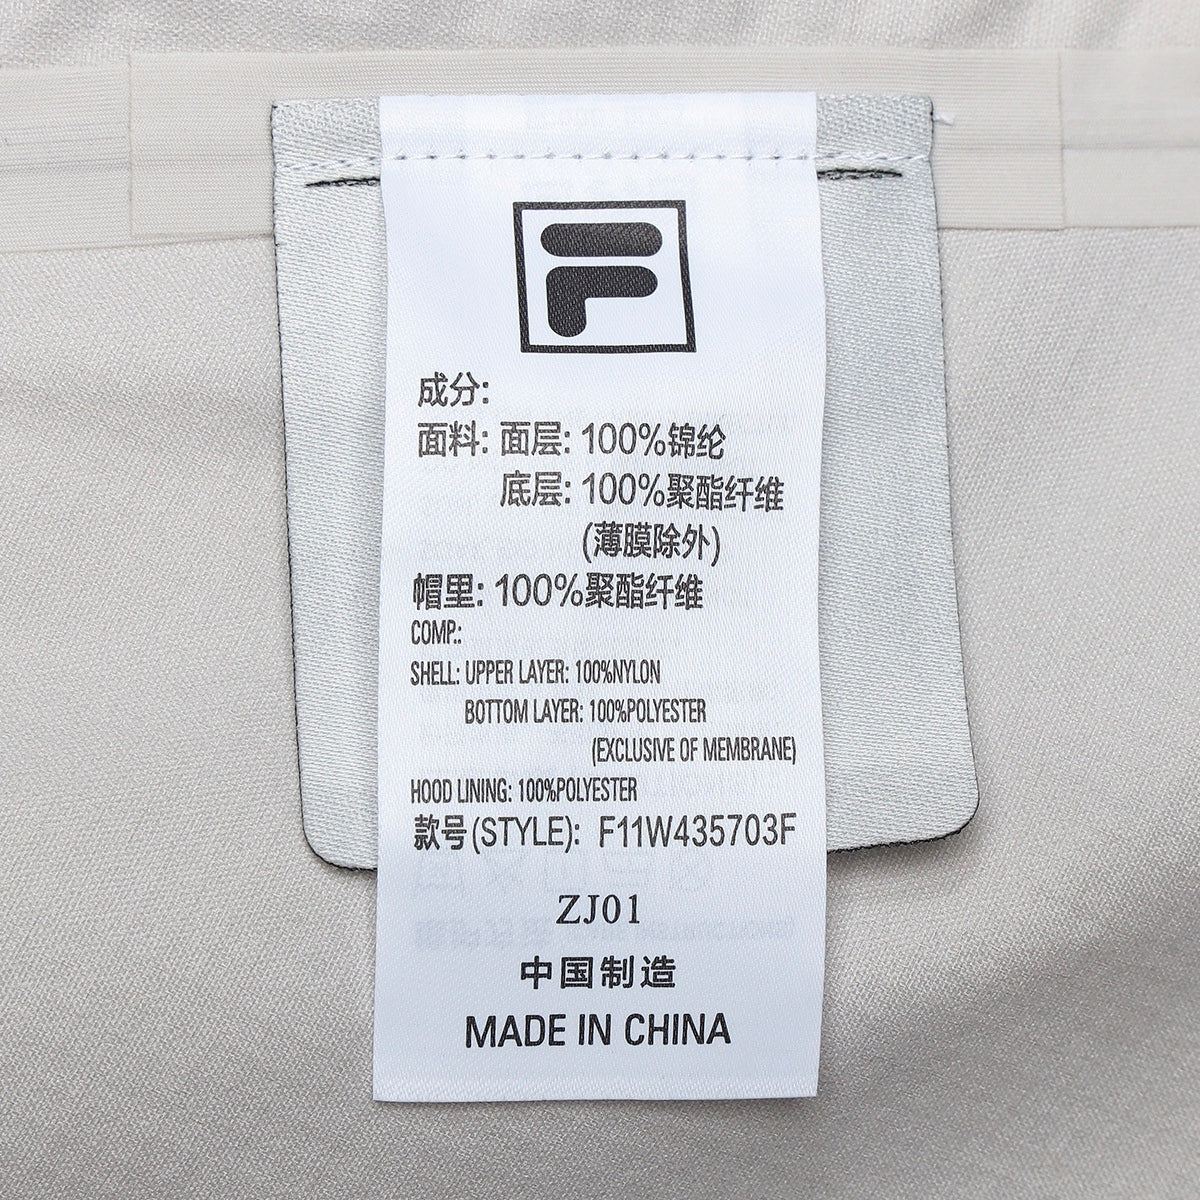 成分:
面料: 面层: 100%锦纶
底层: 100%聚酯纤维
(薄膜除外)
帽里: 100%聚酯纤维
COMP.:
SHELL: UPPER LAYER: 100%NYLON
BOTTOM LAYER: 100%POLYESTER
(EXCLUSIVE OF MEMBRANE)
HOOD LINING: 100%POLYESTER
款号(STYLE): F11W435703F
ZJ01
中国制造
MADE IN CHINA